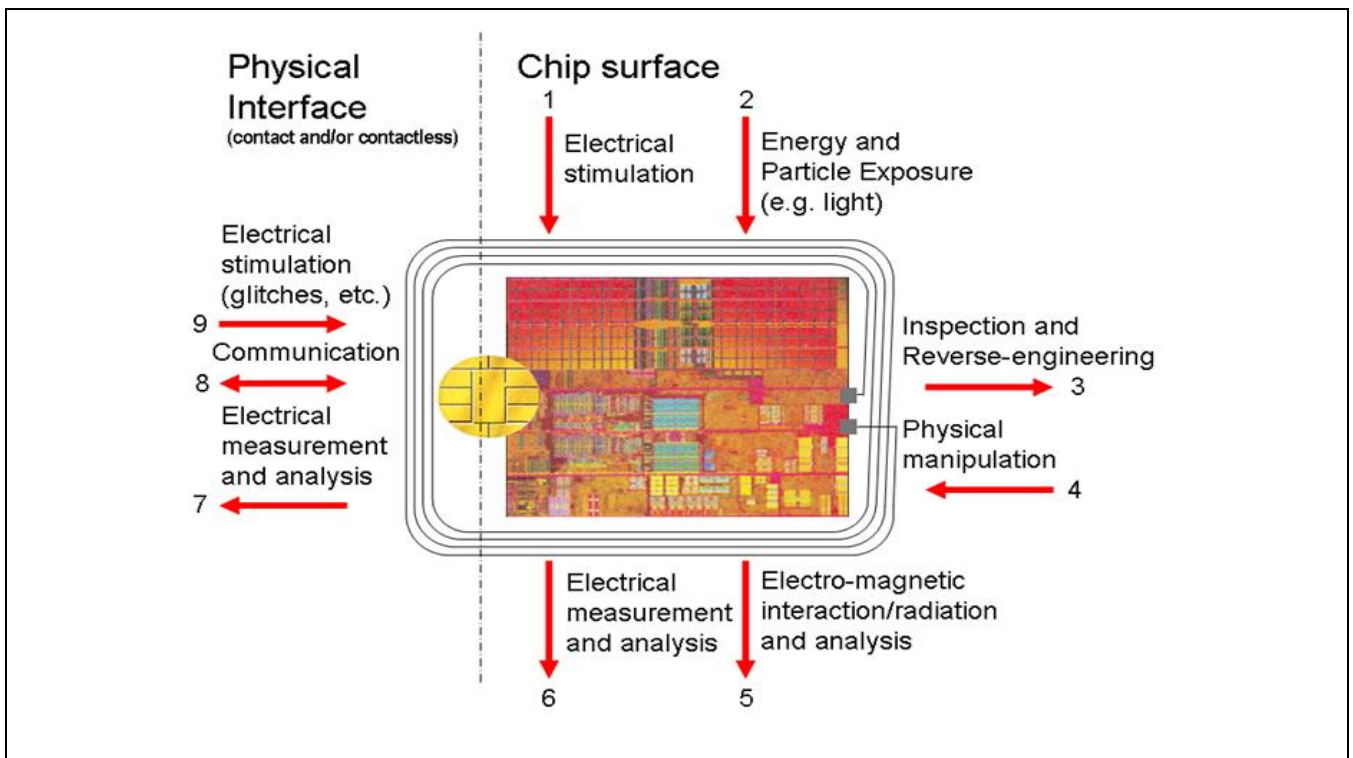 Physical
Interface
(contact and/or contactless)
Chip surface
1
2
Electrical
stimulation
Energy and
Particle Exposure
(e.g. light)
Electrical
stimulation
(glitches, etc.)
9
Communication
8
Electrical
measurement
and analysis
7
Inspection and
Reverse-engineering
3
Physical
manipulation
4
Electrical
measurement
and analysis
6
Electro-magnetic
interaction/radiation
and analysis
5